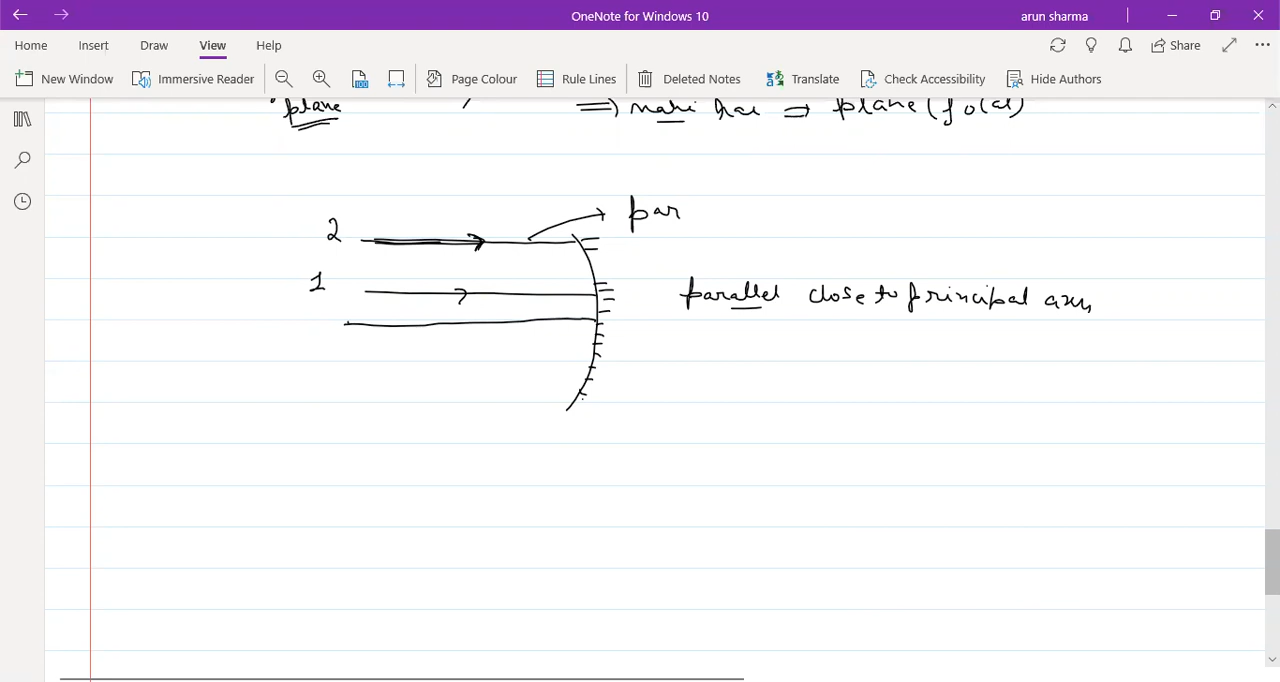 OneNote for Windows 10
arun sharma
Home Insert Draw View Help
Share
New Window Immersive Reader Page Colour Rule Lines Deleted Notes Translate Check Accessibility Hide Authors
plane
plane (focal)
2
par
1
parallel close to principal axis